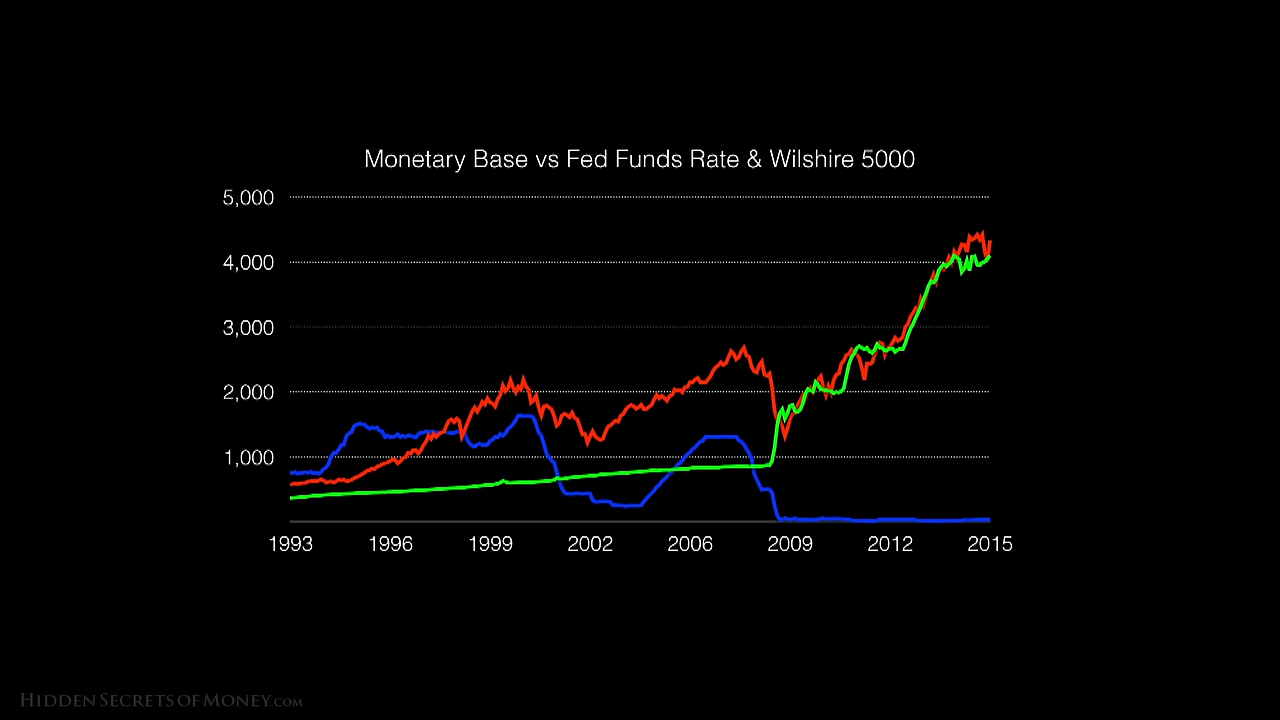 Monetary Base vs Fed Funds Rate & Wilshire 5000
5,000
4,000
3,000
2,000
1,000
1993 1996 1999 2002 2006 2009 2012 2015
HIDDEN SECRETS OF MONEY.COM